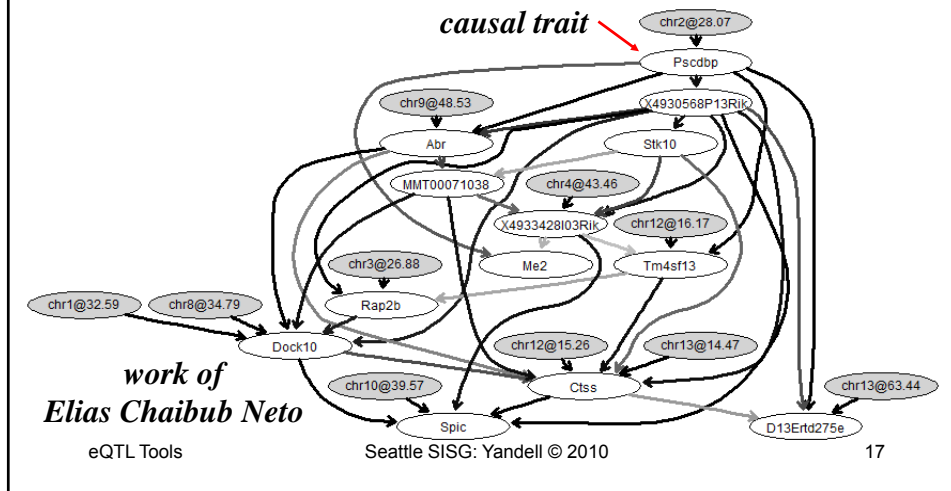 causal trait
chr2@28.07
Pscdbp
X4930568P13Rik
chr9@48.53
Abr
Stk10
MMT00071038
chr4@43.46
X4933428I03Rik
chr12@16.17
chr3@26.88
Me2
Tm4sf13
Rap2b
chr1@32.59
chr8@34.79
Dock10
chr12@15.26
chr13@14.47
work of
Elias Chaibub Neto
chr10@39.57
Ctss
chr13@63.44
Spic
D13Ertd275e
eQTL Tools
Seattle SISG: Yandell © 2010
17